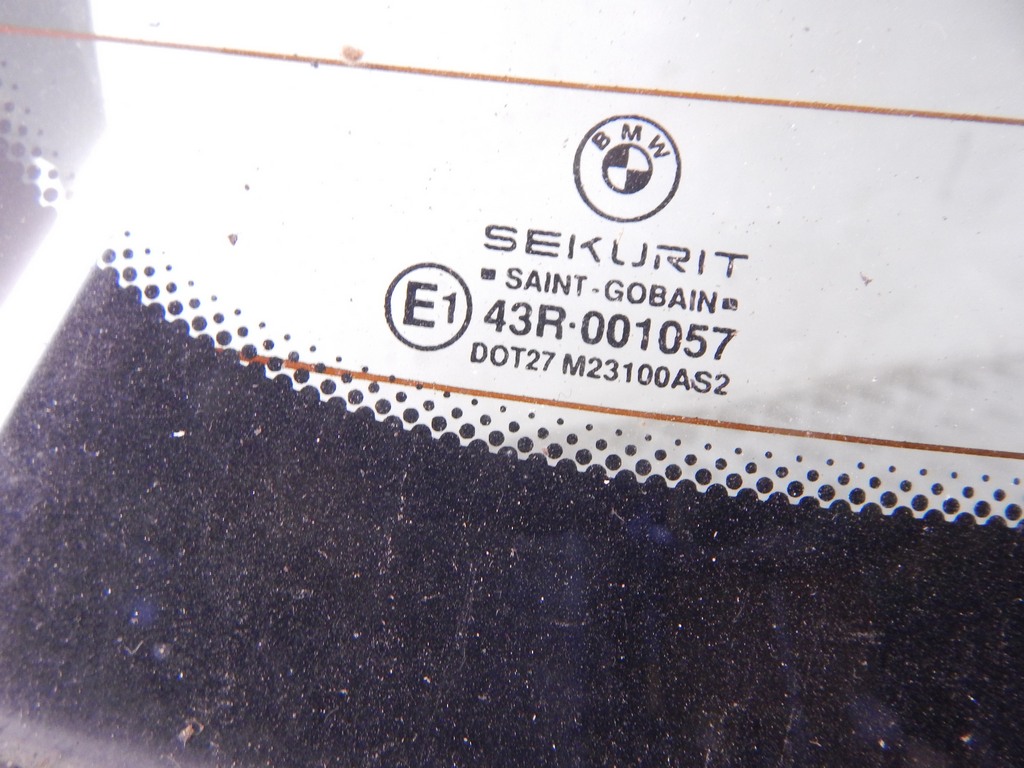 BMW
SEKURIT
SAINT-GOBAIN
E1 43R·001057
DOT27 M23100AS2